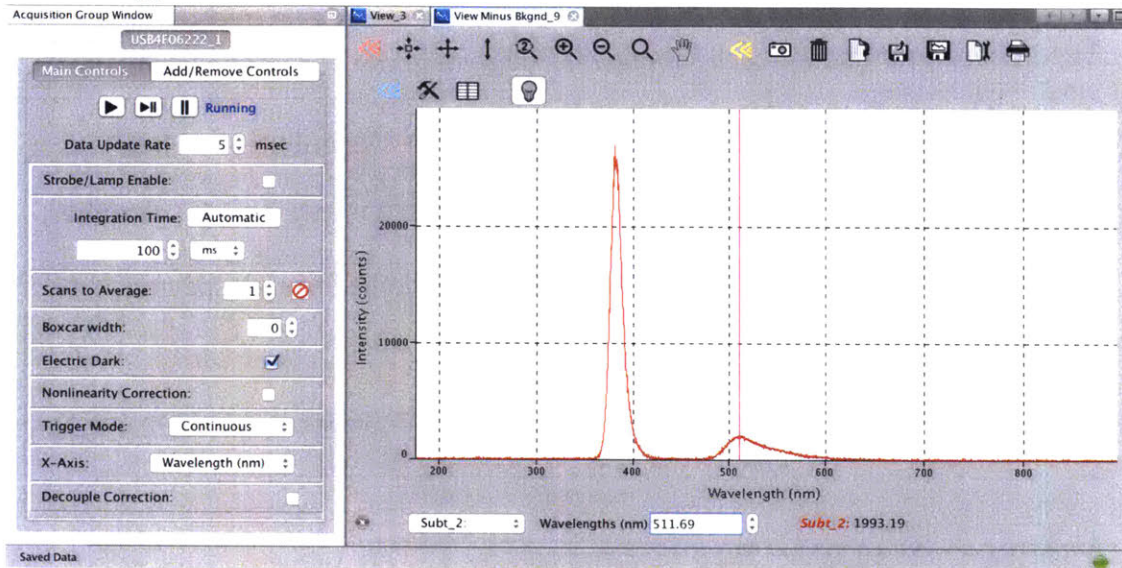 Acquisition Group Window
USB4F06222_1
Main Controls Add/Remove Controls
Running
Data Update Rate 5 msec
Strobe/Lamp Enable:
Integration Time: Automatic
100 ms
Scans to Average: 1
Boxcar width: 0
Electric Dark:
Nonlinearity Correction:
Trigger Mode: Continuous
X-Axis: Wavelength (nm)
Decouple Correction:
View_3 View Minus Bkgnd_9
Intensity (counts)
20000
10000
0
200 300 400 500 600 700 800
Wavelength (nm)
Subt_2: Wavelengths (nm) 511.69 Subt_2: 1993.19
Saved Data